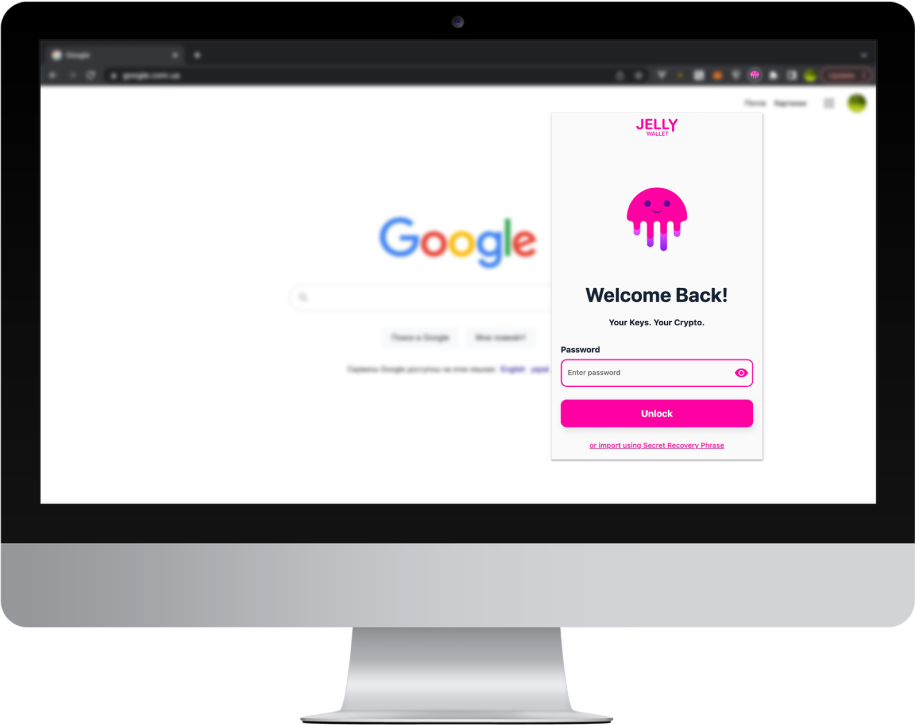 Google
google.com.ua
Update
Почта Картинки
JELLY
WALLET
Google
Welcome Back!
Your Keys. Your Crypto.
Поиск в Google
Мне повезёт!
Password
Сервисы Google доступны на этих языках: English
Enter password
Unlock
or import using Secret Recovery Phrase